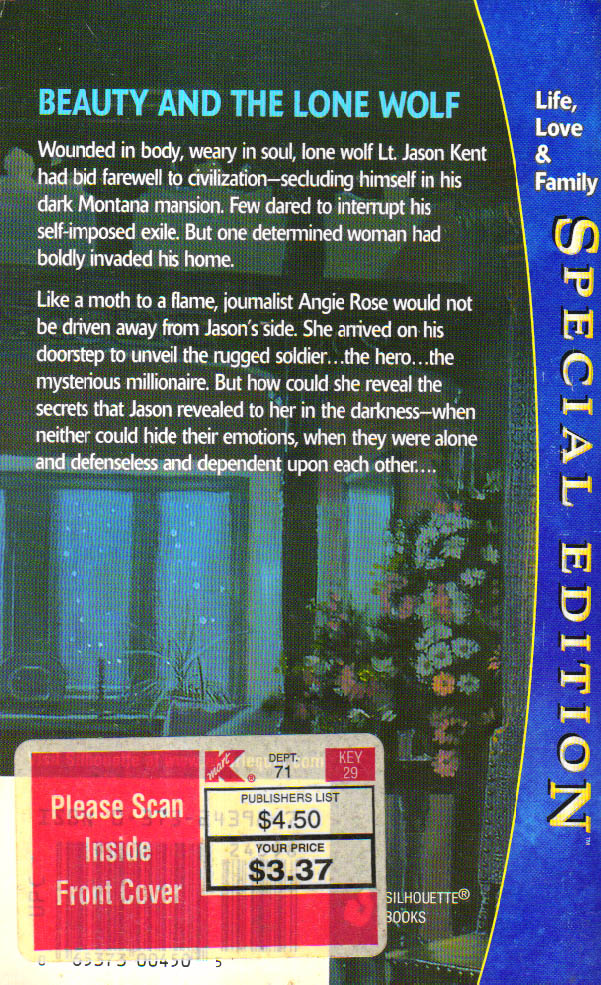 BEAUTY AND THE LONE WOLF
Wounded in body, weary in soul, lone wolf Lt. Jason Kent
had bid farewell to civilization—secluding himself in his
dark Montana mansion. Few dared to interrupt his
self-imposed exile. But one determined woman had
boldly invaded his home.
Like a moth to a flame, journalist Angie Rose would not
be driven away from Jason's side. She arrived on his
doorstep to unveil the rugged soldier…the hero…the
mysterious millionaire. But how could she reveal the
secrets that Jason revealed to her in the darkness—when
neither could hide their emotions, when they were alone
and defenseless and dependent upon each other….
Life,
Love
&
Family
SPECIAL EDITION™
Please Scan
Inside
Front Cover
Kmart®
DEPT.
71
KEY
29
PUBLISHERS LIST
$4.50
YOUR PRICE
$3.37
SILHOUETTE®
BOOKS
0 65373 00450 5